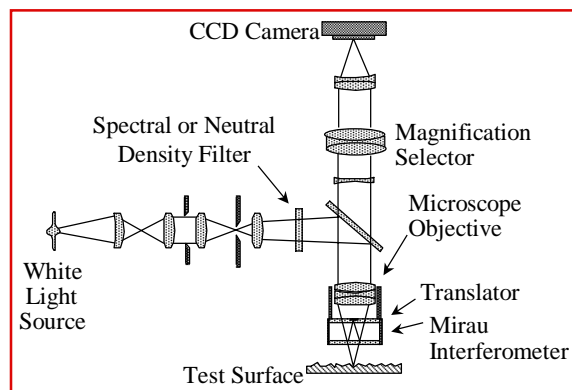 CCD Camera
Spectral or Neutral
Density Filter
Magnification
Selector
Microscope
Objective
White
Light
Source
Translator
Mirau
Interferometer
Test Surface